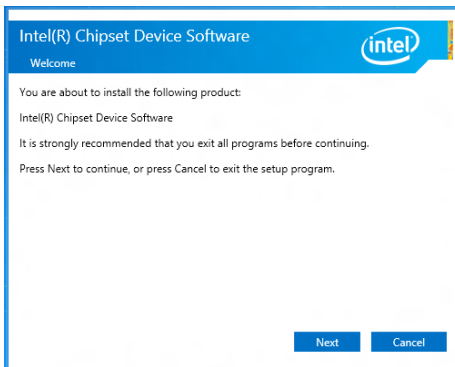 Intel(R) Chipset Device Software
intel
Welcome
You are about to install the following product:
Intel(R) Chipset Device Software
It is strongly recommended that you exit all programs before continuing.
Press Next to continue, or press Cancel to exit the setup program.
Next Cancel